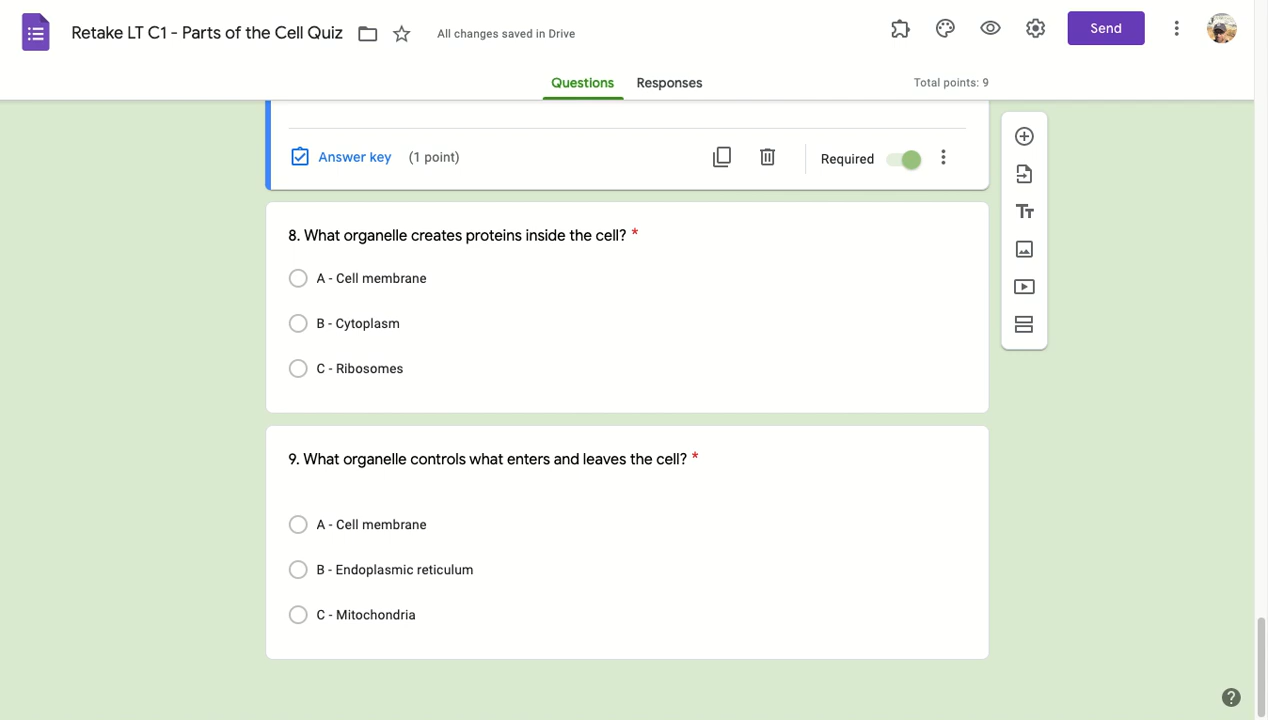 Retake LT C1 - Parts of the Cell Quiz
All changes saved in Drive
Send
Questions
Responses
Total points: 9
Answer key
(1 point)
Required
8. What organelle creates proteins inside the cell? *
A - Cell membrane
B - Cytoplasm
C - Ribosomes
9. What organelle controls what enters and leaves the cell? *
A - Cell membrane
B - Endoplasmic reticulum
C - Mitochondria